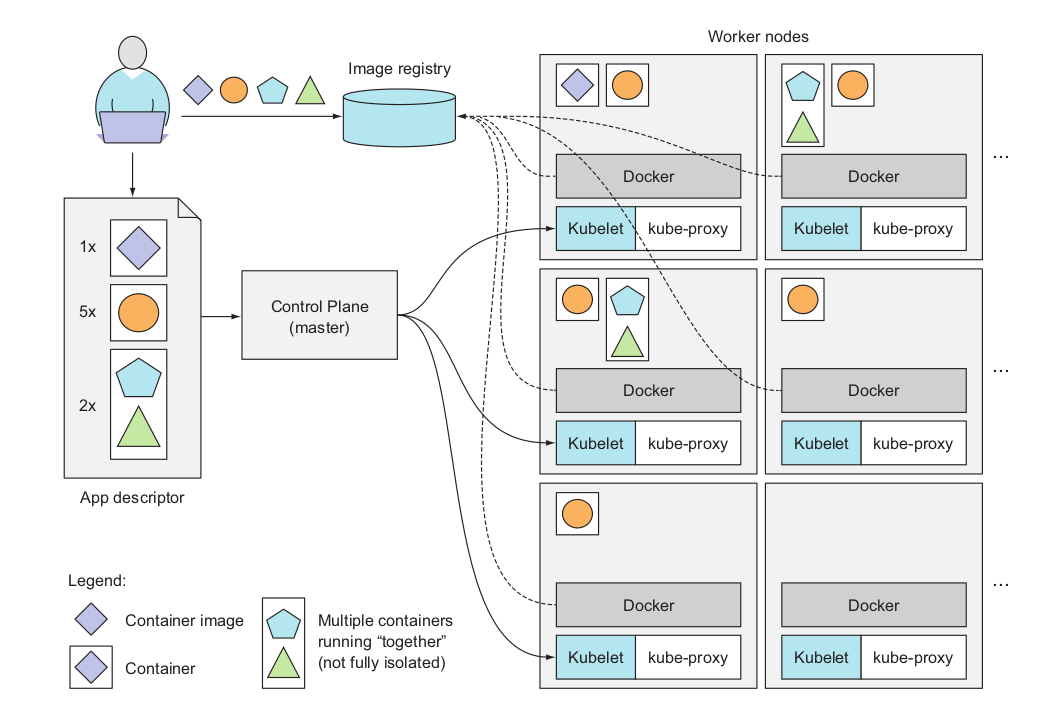 Worker nodes
Image registry
Docker
Kubelet
kube-proxy
Docker
Kubelet
kube-proxy
...
1x
5x
2x
App descriptor
Control Plane
(master)
Docker
Kubelet
kube-proxy
Docker
Kubelet
kube-proxy
...
Docker
Kubelet
kube-proxy
Docker
Kubelet
kube-proxy
...
Legend:
Container image
Container
Multiple containers
running “together”
(not fully isolated)